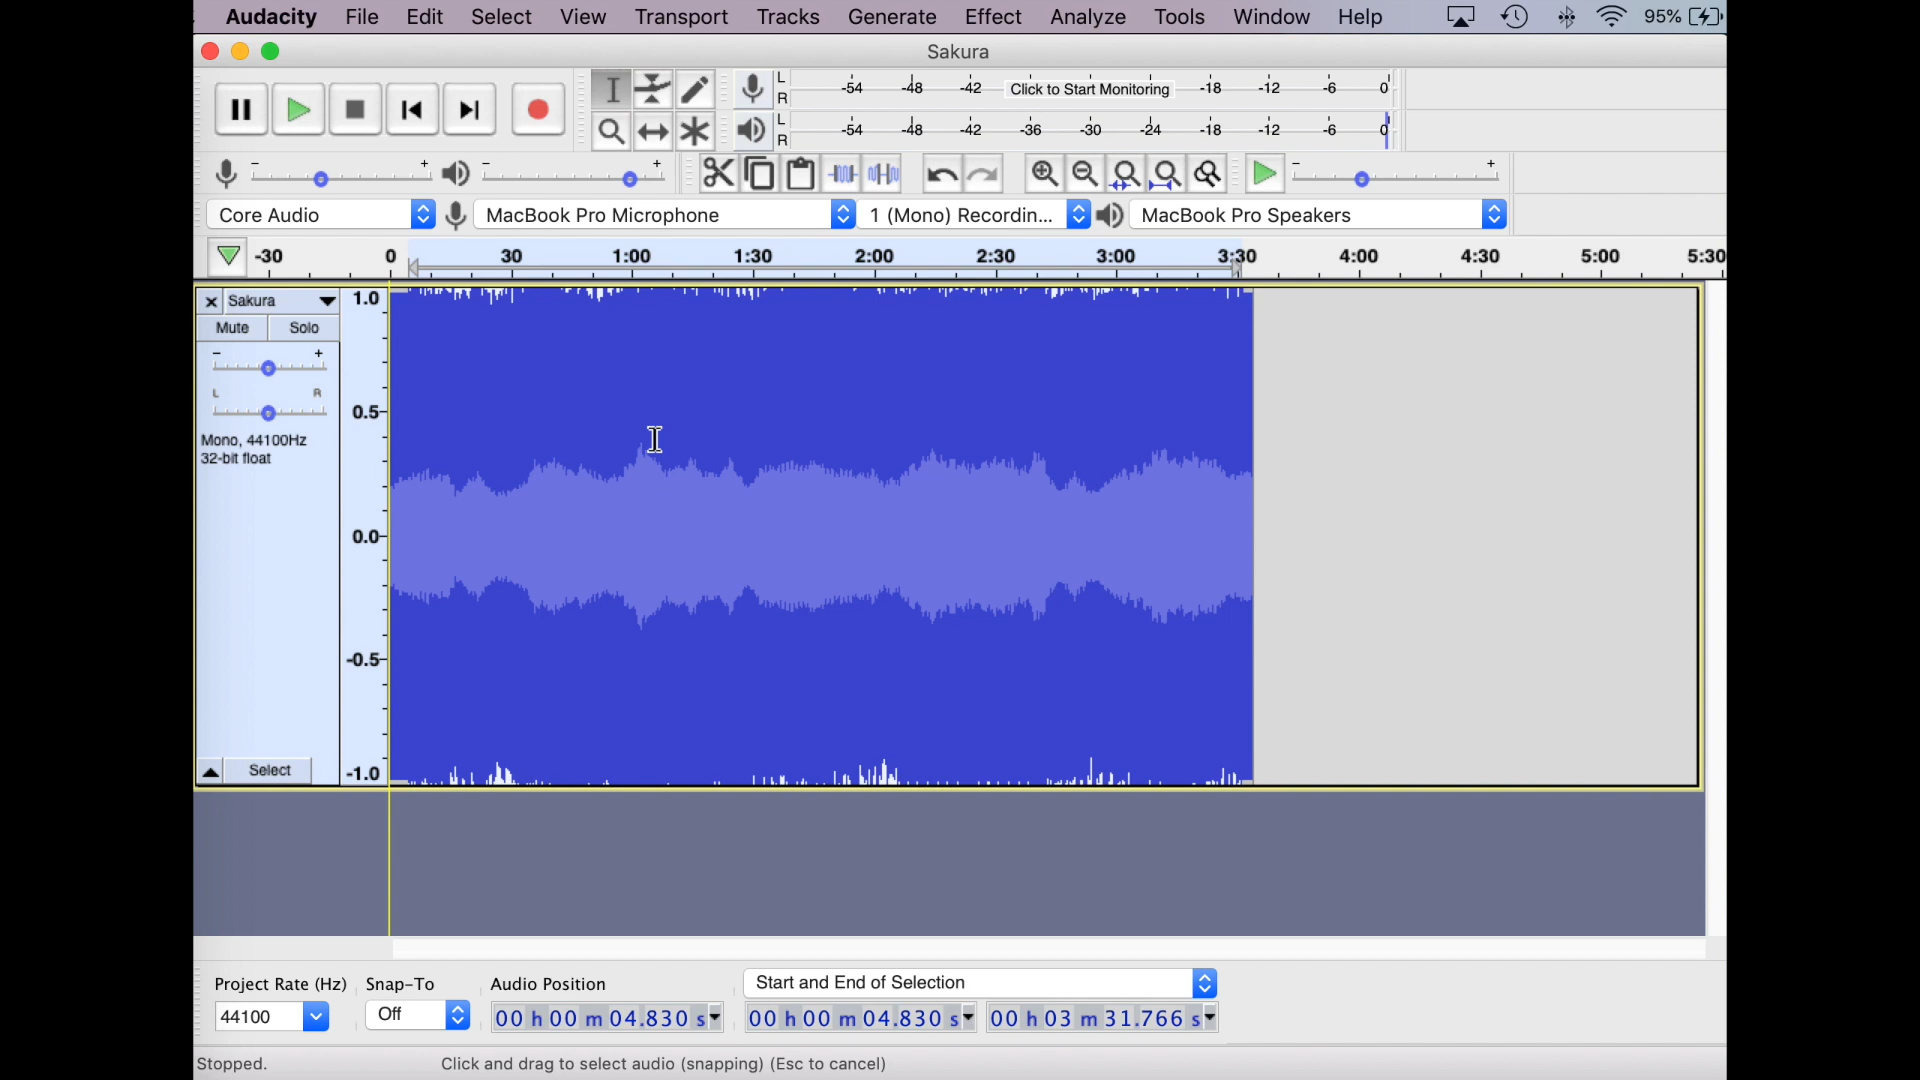 Audacity File Edit Select View Transport Tracks Generate Effect Analyze Tools Window Help 95%
Sakura
L
R
-54 -48 -42 Click to Start Monitoring -18 -12 -6 0
L
R
-54 -48 -42 -36 -30 -24 -18 -12 -6 0
- + - + - +
Core Audio MacBook Pro Microphone 1 (Mono) Recordin... MacBook Pro Speakers
-30 0 30 1:00 1:30 2:00 2:30 3:00 3:30 4:00 4:30 5:00 5:30
Sakura 1.0
Mute Solo
- +
L R
0.5
Mono, 44100Hz
32-bit float
0.0
-0.5
Select -1.0
Project Rate (Hz) Snap-To Audio Position Start and End of Selection
44100 Off 00 h 00 m 04.830 s 00 h 00 m 04.830 s 00 h 03 m 31.766 s
Stopped. Click and drag to select audio (snapping) (Esc to cancel)